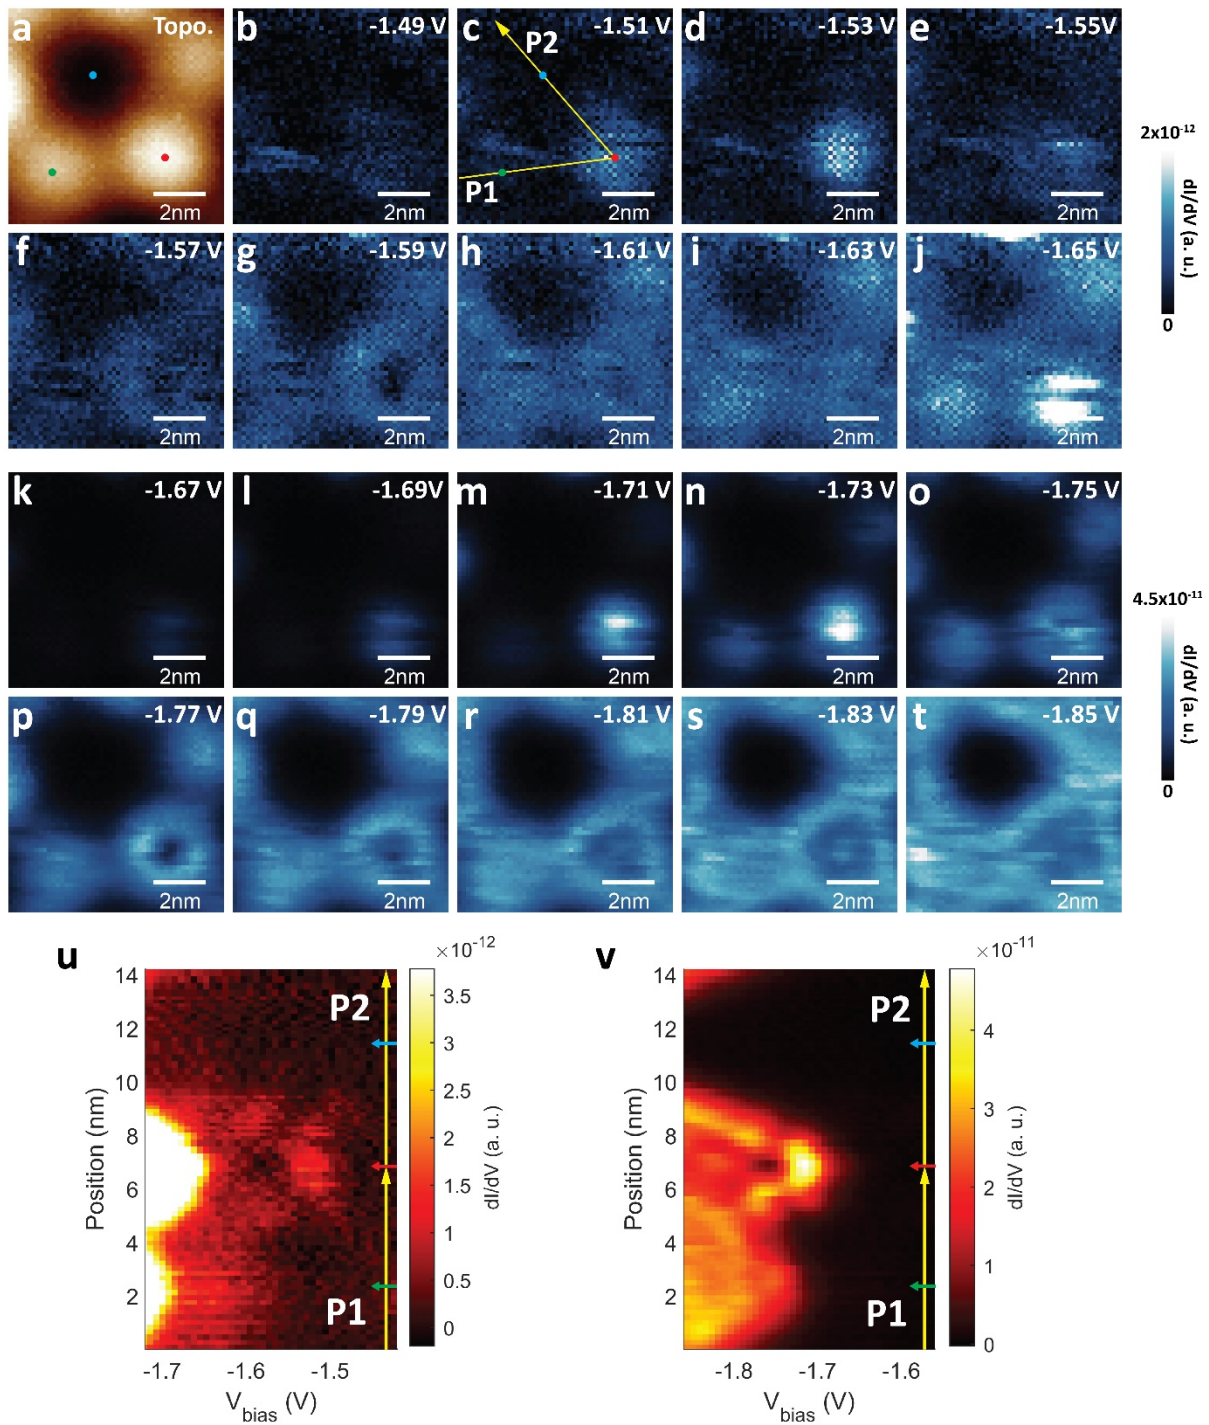 a Topo. b -1.49 V c -1.51 V d -1.53 V e -1.55V
P2
P1
2nm 2nm 2nm 2nm 2nm
2x10⁻¹²
dI/dV (a. u.)
0
f -1.57 V g -1.59 V h -1.61 V i -1.63 V j -1.65 V
2nm 2nm 2nm 2nm 2nm
k -1.67 V l -1.69V m -1.71 V n -1.73 V o -1.75 V
2nm 2nm 2nm 2nm 2nm
4.5x10⁻¹¹
dI/dV (a. u.)
0
p -1.77 V q -1.79 V r -1.81 V s -1.83 V t -1.85 V
2nm 2nm 2nm 2nm 2nm
u
×10⁻¹²
14
12
10
8
6
4
2
Position (nm)
P2
P1
-1.7 -1.6 -1.5
V_bias (V)
3.5
3
2.5
2
1.5
1
0.5
0
dI/dV (a. u.)
v
×10⁻¹¹
14
12
10
8
6
4
2
Position (nm)
P2
P1
-1.8 -1.7 -1.6
V_bias (V)
4
3
2
1
0
dI/dV (a. u.)